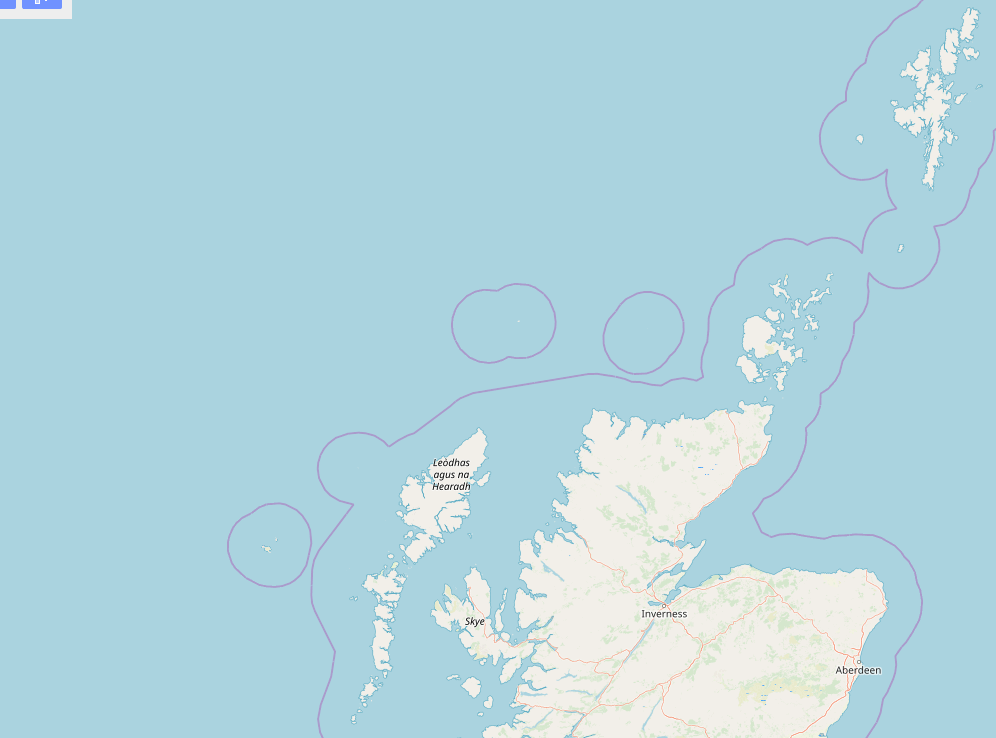 Leòdhas
agus na
Hearadh
Skye
Inverness
Aberdeen